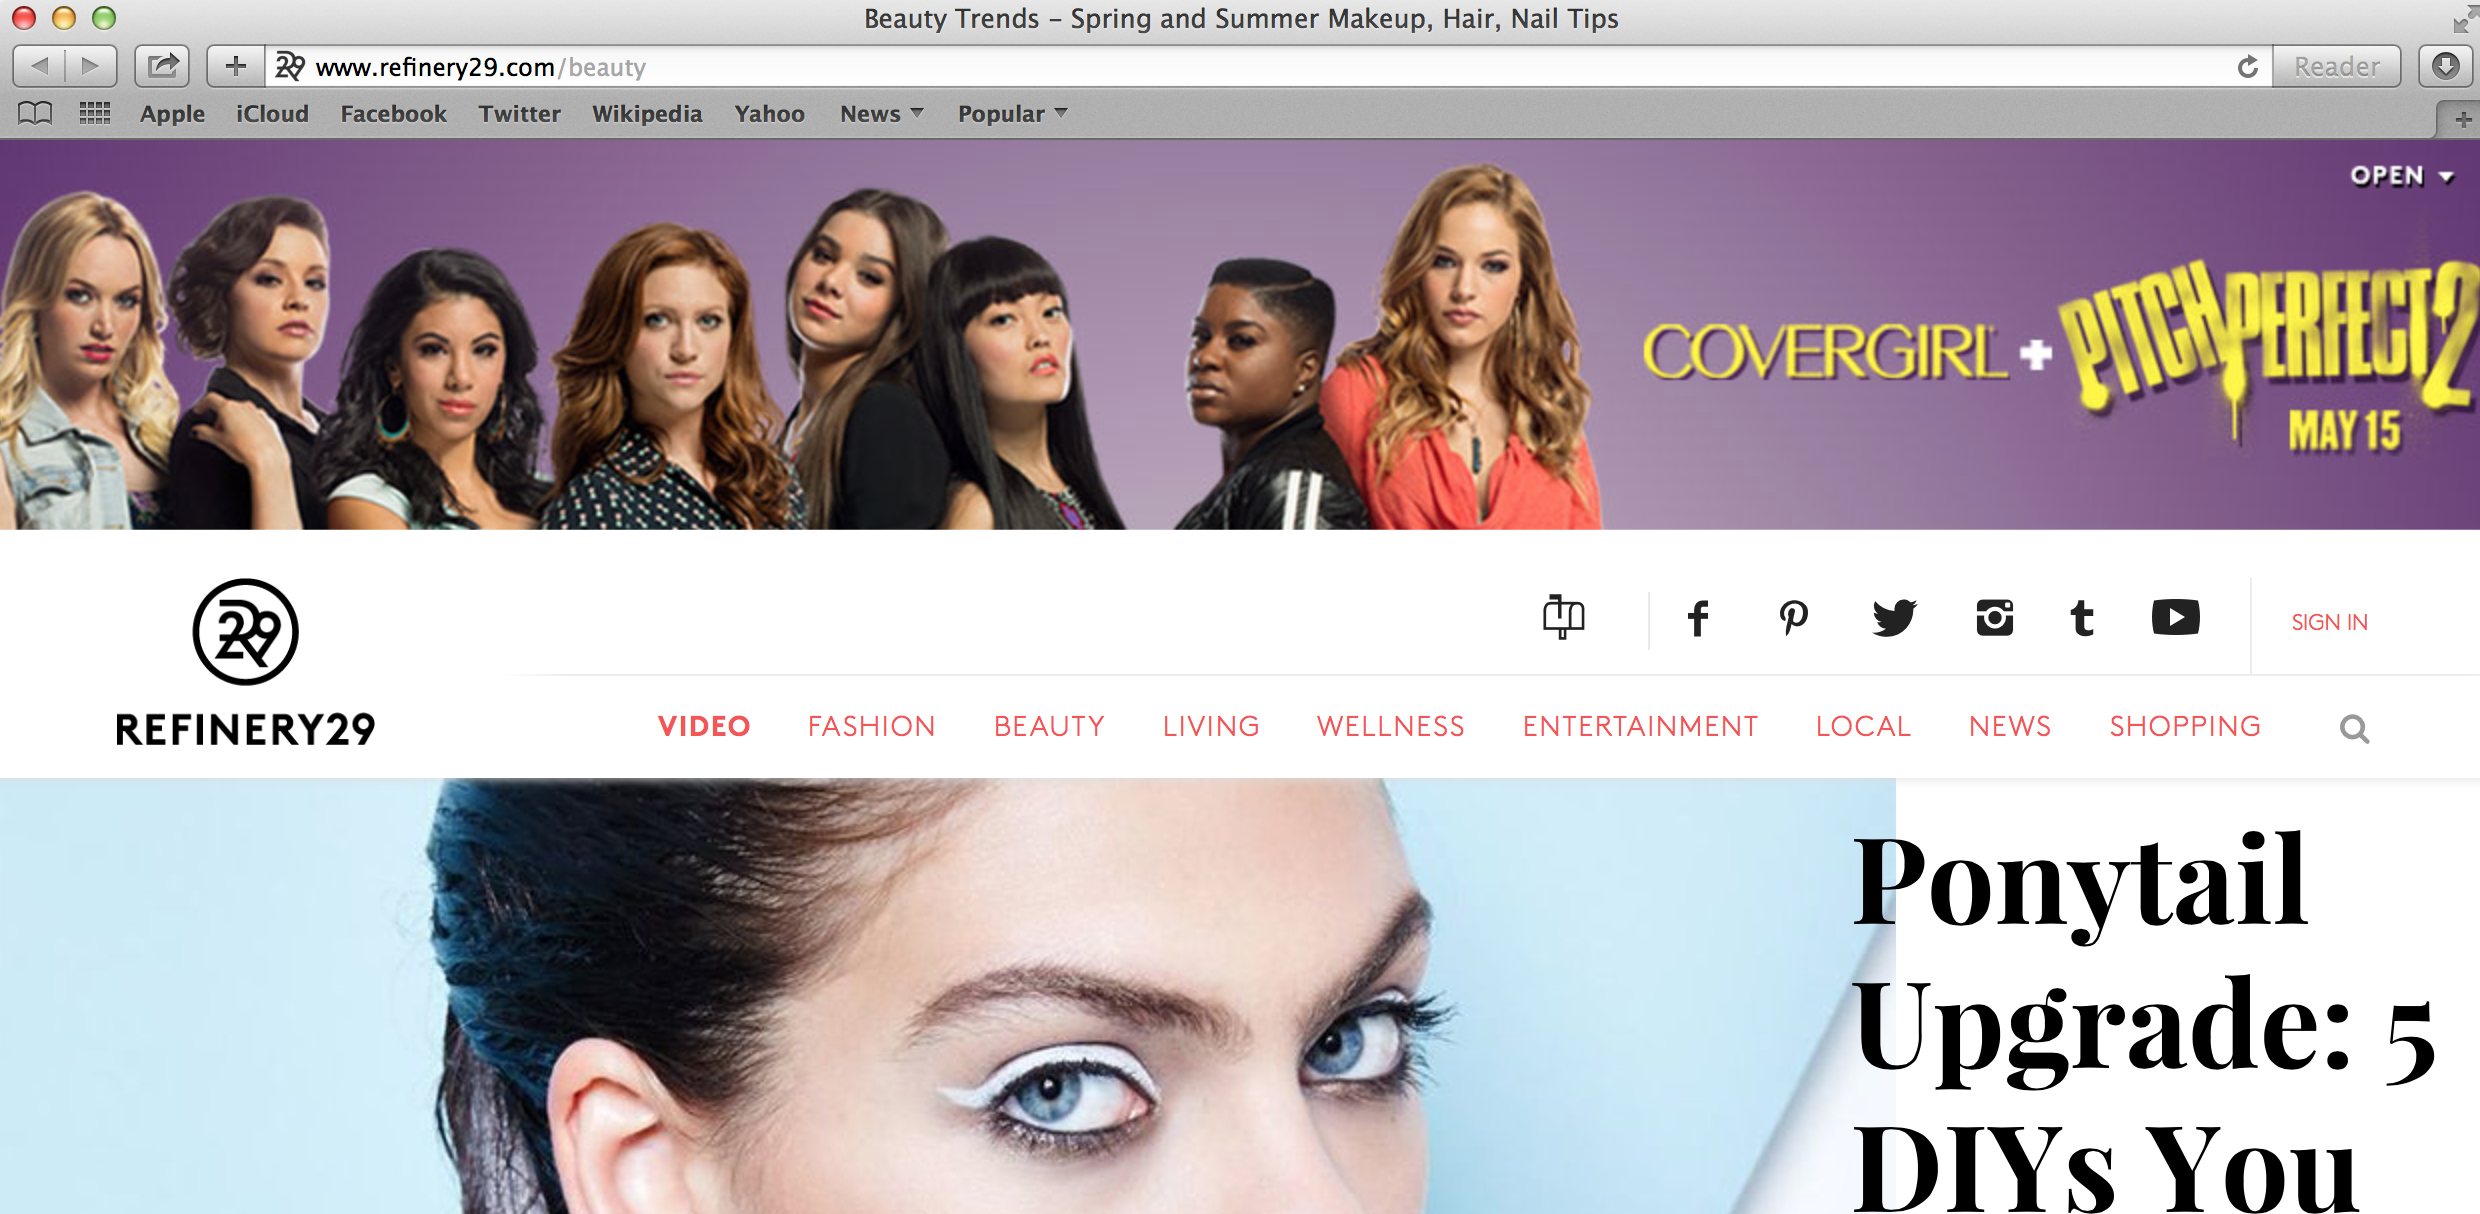 Beauty Trends – Spring and Summer Makeup, Hair, Nail Tips
www.refinery29.com/beauty
Reader
Apple iCloud Facebook Twitter Wikipedia Yahoo News Popular
OPEN
COVERGIRL + PITCH PERFECT 2
MAY 15
R29
SIGN IN
REFINERY29
VIDEO FASHION BEAUTY LIVING WELLNESS ENTERTAINMENT LOCAL NEWS SHOPPING
Ponytail
Upgrade: 5
DIYs You